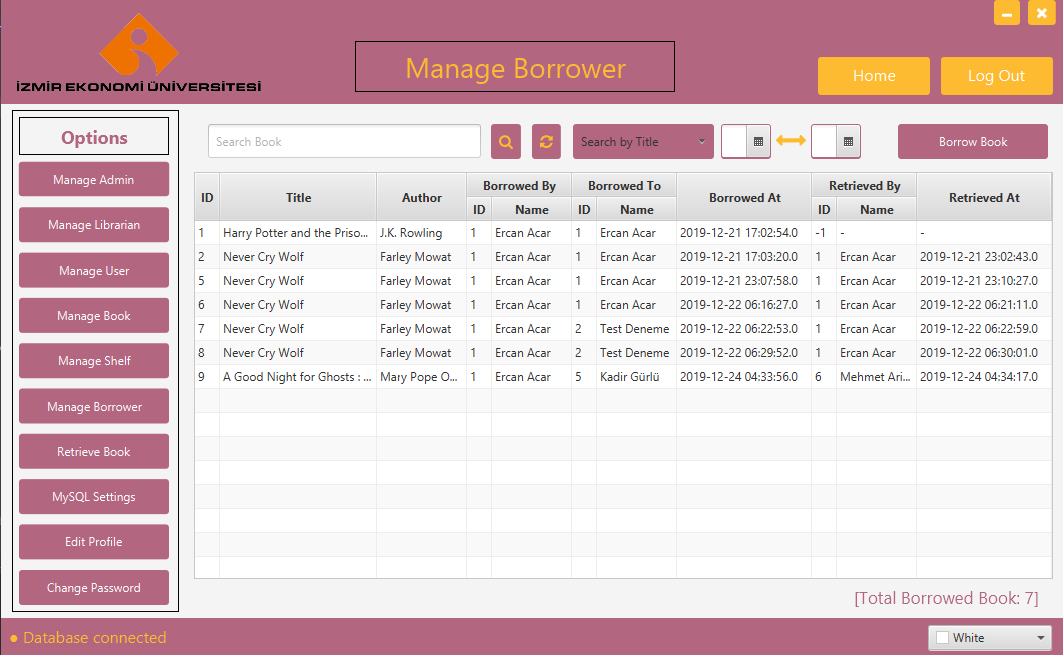 İZMİR EKONOMİ ÜNİVERSİTESİ
Manage Borrower
Home
Log Out
Options
Manage Admin
Manage Librarian
Manage User
Manage Book
Manage Shelf
Manage Borrower
Retrieve Book
MySQL Settings
Edit Profile
Change Password
Search Book
Search by Title
Borrow Book
ID Title Author Borrowed By Borrowed To Borrowed At Retrieved By Retrieved At
ID Name ID Name ID Name
1 Harry Potter and the Priso... J.K. Rowling 1 Ercan Acar 1 Ercan Acar 2019-12-21 17:02:54.0 -1 - -
2 Never Cry Wolf Farley Mowat 1 Ercan Acar 1 Ercan Acar 2019-12-21 17:03:20.0 1 Ercan Acar 2019-12-21 23:02:43.0
5 Never Cry Wolf Farley Mowat 1 Ercan Acar 1 Ercan Acar 2019-12-21 23:07:58.0 1 Ercan Acar 2019-12-21 23:10:27.0
6 Never Cry Wolf Farley Mowat 1 Ercan Acar 1 Ercan Acar 2019-12-22 06:16:27.0 1 Ercan Acar 2019-12-22 06:21:11.0
7 Never Cry Wolf Farley Mowat 1 Ercan Acar 2 Test Deneme 2019-12-22 06:22:53.0 1 Ercan Acar 2019-12-22 06:22:59.0
8 Never Cry Wolf Farley Mowat 1 Ercan Acar 2 Test Deneme 2019-12-22 06:29:52.0 1 Ercan Acar 2019-12-22 06:30:01.0
9 A Good Night for Ghosts : ... Mary Pope O... 1 Ercan Acar 5 Kadir Gürlü 2019-12-24 04:33:56.0 6 Mehmet Ari... 2019-12-24 04:34:17.0
[Total Borrowed Book: 7]
Database connected
White